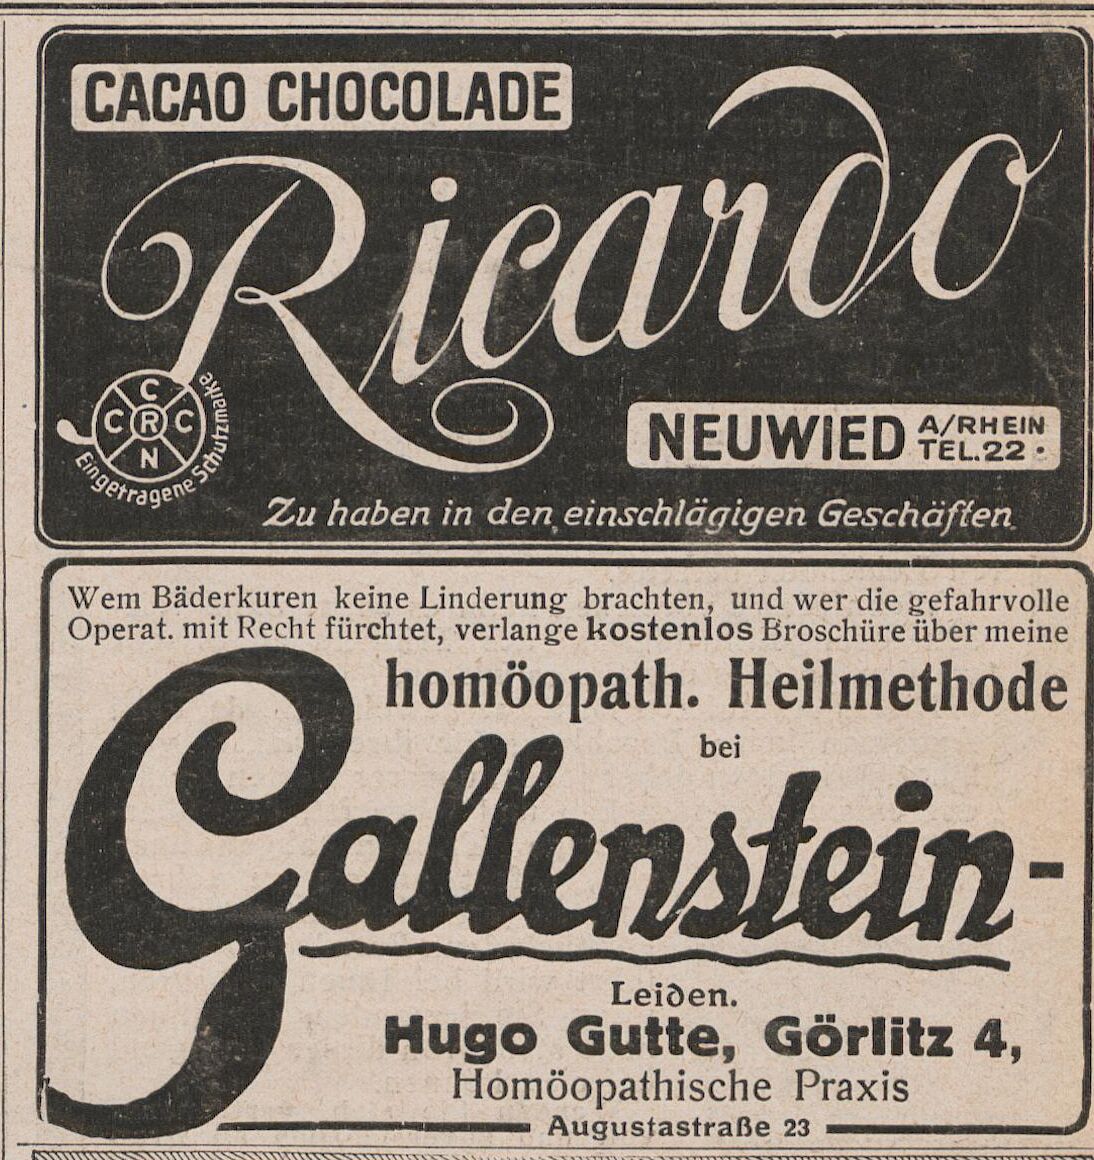 CACAO CHOCOLADE
Ricardo
C
C R C
N
Eingetragene Schutzmarke
NEUWIED A/RHEIN
TEL.22.
Zu haben in den einschlägigen Geschäften.
Wem Bäderkuren keine Linderung brachten, und wer die gefahrvolle
Operat. mit Recht fürchtet, verlange kostenlos Broschüre über meine
homöopath. Heilmethode
bei
Gallenstein-
Leiden.
Hugo Gutte, Görlitz 4,
Homöopathische Praxis
Augustastraße 23